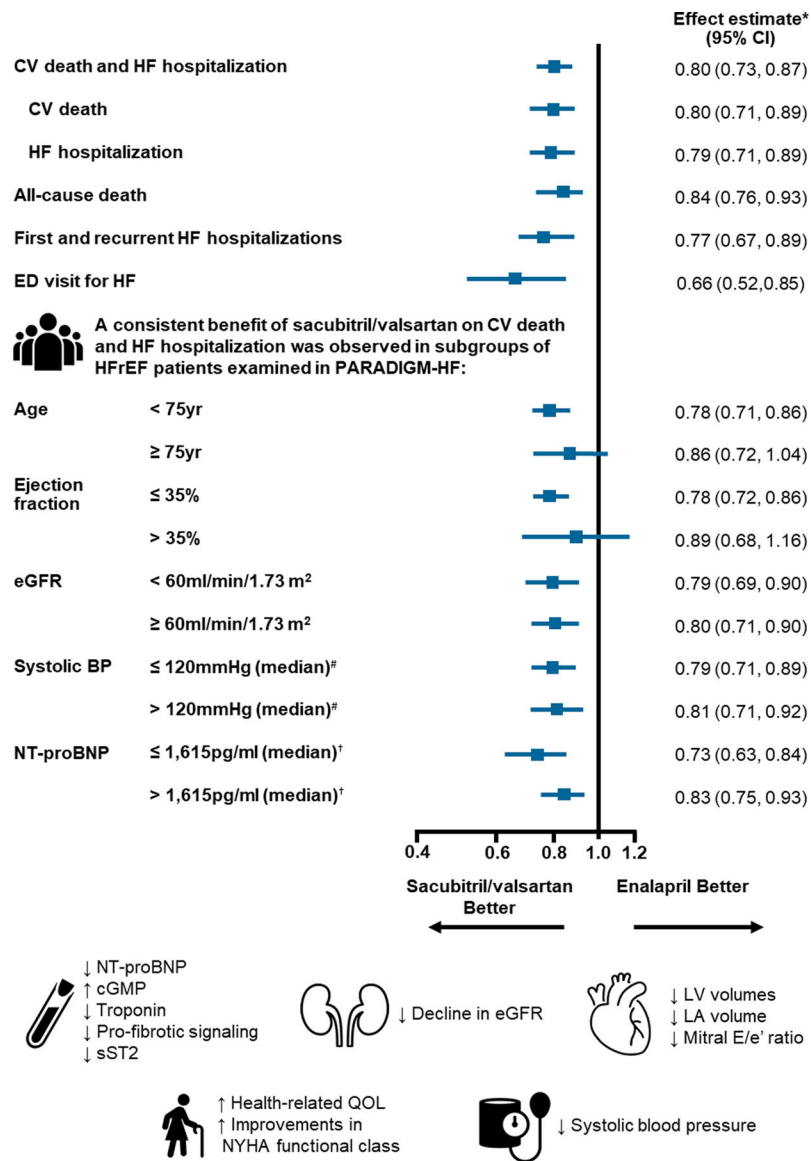 Effect estimate*
(95% CI)
CV death and HF hospitalization 0.80 (0.73, 0.87)
CV death 0.80 (0.71, 0.89)
HF hospitalization 0.79 (0.71, 0.89)
All-cause death 0.84 (0.76, 0.93)
First and recurrent HF hospitalizations 0.77 (0.67, 0.89)
ED visit for HF 0.66 (0.52,0.85)
A consistent benefit of sacubitril/valsartan on CV death
and HF hospitalization was observed in subgroups of
HFrEF patients examined in PARADIGM-HF:
Age < 75yr 0.78 (0.71, 0.86)
≥ 75yr 0.86 (0.72, 1.04)
Ejection
fraction
≤ 35% 0.78 (0.72, 0.86)
> 35% 0.89 (0.68, 1.16)
eGFR < 60ml/min/1.73 m² 0.79 (0.69, 0.90)
≥ 60ml/min/1.73 m² 0.80 (0.71, 0.90)
Systolic BP ≤ 120mmHg (median)# 0.79 (0.71, 0.89)
> 120mmHg (median)# 0.81 (0.71, 0.92)
NT-proBNP ≤ 1,615pg/ml (median)† 0.73 (0.63, 0.84)
> 1,615pg/ml (median)† 0.83 (0.75, 0.93)
0.4 0.6 0.8 1.0 1.2
Sacubitril/valsartan
Better
Enalapril Better
↓ NT-proBNP
↑ cGMP
↓ Troponin
↓ Pro-fibrotic signaling
↓ sST2
↓ Decline in eGFR
↓ LV volumes
↓ LA volume
↓ Mitral E/e' ratio
↑ Health-related QOL
↑ Improvements in
NYHA functional class
↓ Systolic blood pressure